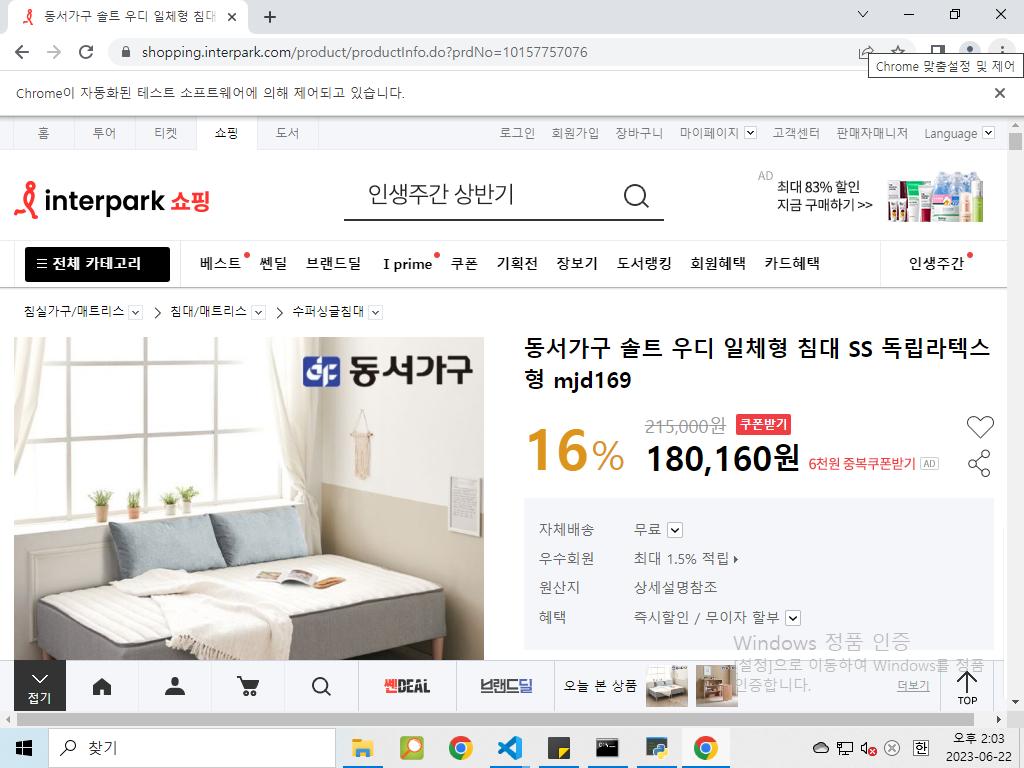 동서가구 솔트 우디 일체형 침대
shopping.interpark.com/product/productInfo.do?prdNo=10157757076
Chrome 맞춤설정 및 제어
Chrome이 자동화된 테스트 소프트웨어에 의해 제어되고 있습니다.
홈 투어 티켓 쇼핑 도서 로그인 회원가입 장바구니 마이페이지 고객센터 판매자매니저 Language
interpark 쇼핑
인생주간 상반기
AD
최대 83% 할인
지금 구매하기 >>
전체 카테고리 베스트 쎈딜 브랜드딜 I prime 쿠폰 기획전 장보기 도서랭킹 회원혜택 카드혜택 인생주간
침실가구/매트리스 침대/매트리스 수퍼싱글침대
동서가구
동서가구 솔트 우디 일체형 침대 SS 독립라텍스
형 mjd169
16%
215,000원 쿠폰받기
180,160원 6천원 중복쿠폰받기 AD
자체배송 무료
우수회원 최대 1.5% 적립
원산지 상세설명참조
혜택 즉시할인 / 무이자 할부
Windows 정품 인증
[설정]으로 이동하여 Windows를 정품
인증합니다.
접기
쎈DEAL
브랜드딜
오늘 본 상품
더보기
TOP
찾기
한
오후 2:03
2023-06-22